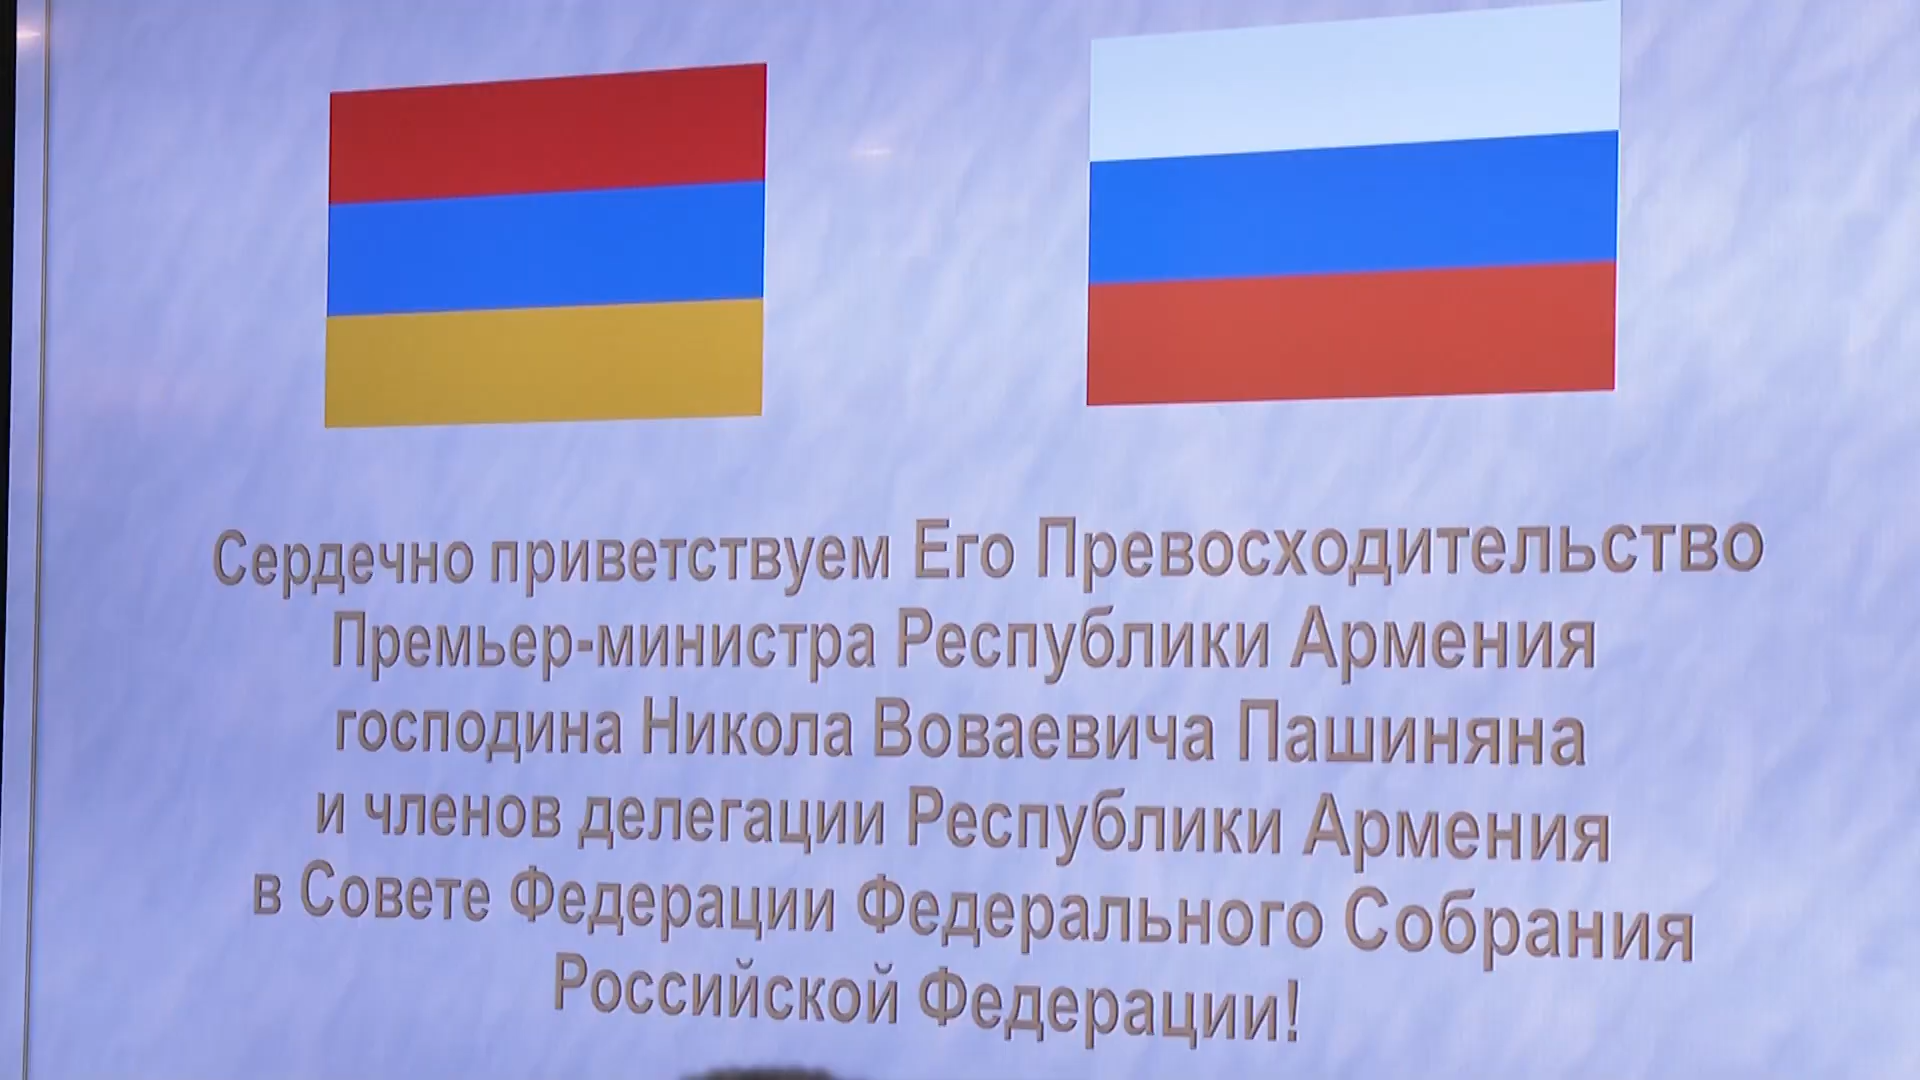 Сердечно приветствуем Его Превосходительство
Премьер-министра Республики Армения
господина Никола Воваевича Пашиняна
и членов делегации Республики Армения
в Совете Федерации Федерального Собрания
Российской Федерации!